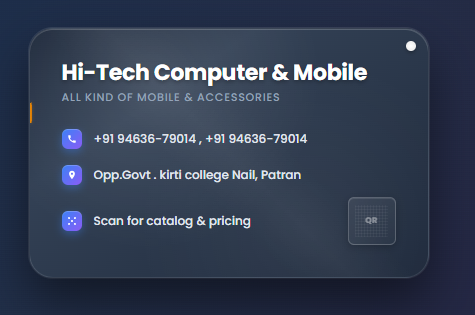 Hi-Tech Computer & Mobile
ALL KIND OF MOBILE & ACCESSORIES
+91 94636-79014 , +91 94636-79014
Opp.Govt . kirti college Nail, Patran
Scan for catalog & pricing
QR